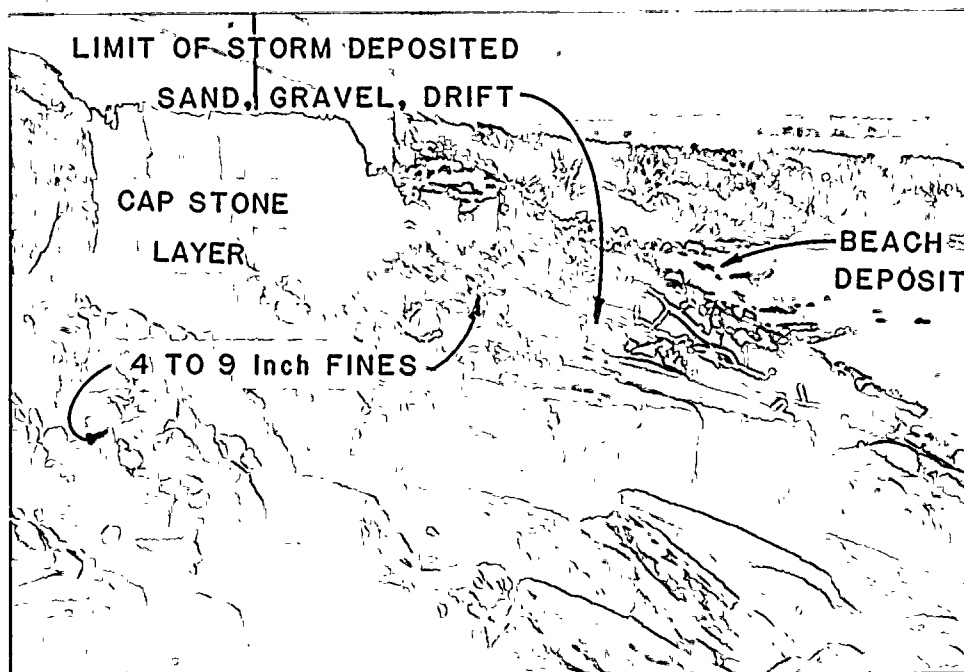 LIMIT OF STORM DEPOSITED
SAND, GRAVEL, DRIFT
CAP STONE
LAYER
BEACH
DEPOSIT
4 TO 9 Inch FINES